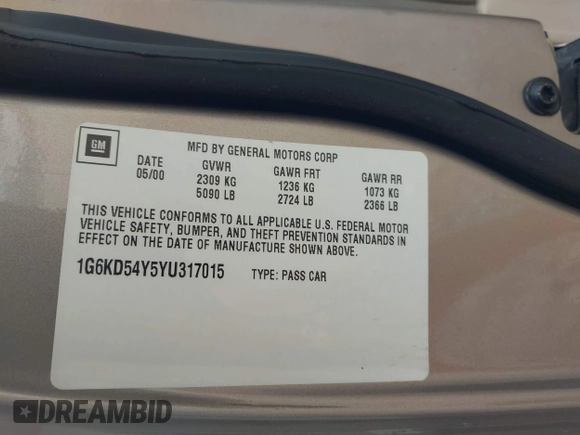 GM
MFD BY GENERAL MOTORS CORP
DATE GVWR GAWR FRT GAWR RR
05/00 2309 KG 1236 KG 1073 KG
5090 LB 2724 LB 2366 LB
THIS VEHICLE CONFORMS TO ALL APPLICABLE U.S. FEDERAL MOTOR
VEHICLE SAFETY, BUMPER, AND THEFT PREVENTION STANDARDS IN
EFFECT ON THE DATE OF MANUFACTURE SHOWN ABOVE.
1G6KD54Y5YU317015 TYPE: PASS CAR
DREAMBID